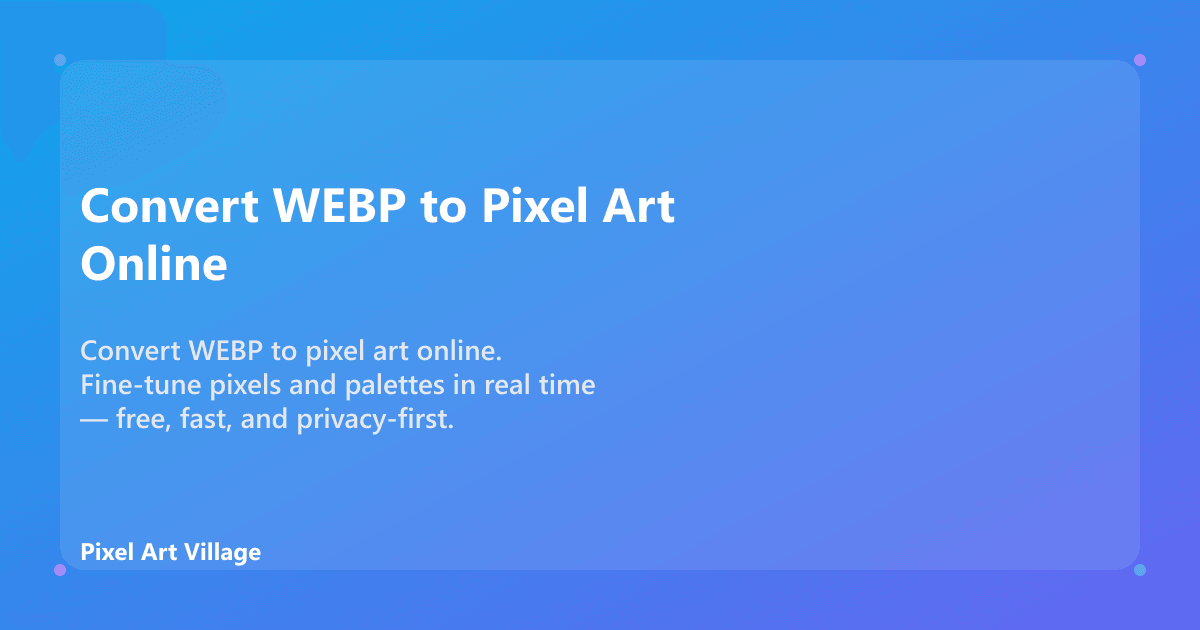 Convert WEBP to Pixel Art
Online
Convert WEBP to pixel art online.
Fine-tune pixels and palettes in real time
— free, fast, and privacy-first.
Pixel Art Village